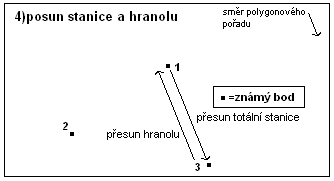 4)posun stanice a hranolu
směr polygonového
pořadu
1
=známý bod
přesun totální stanice
2
přesun hranolu
3